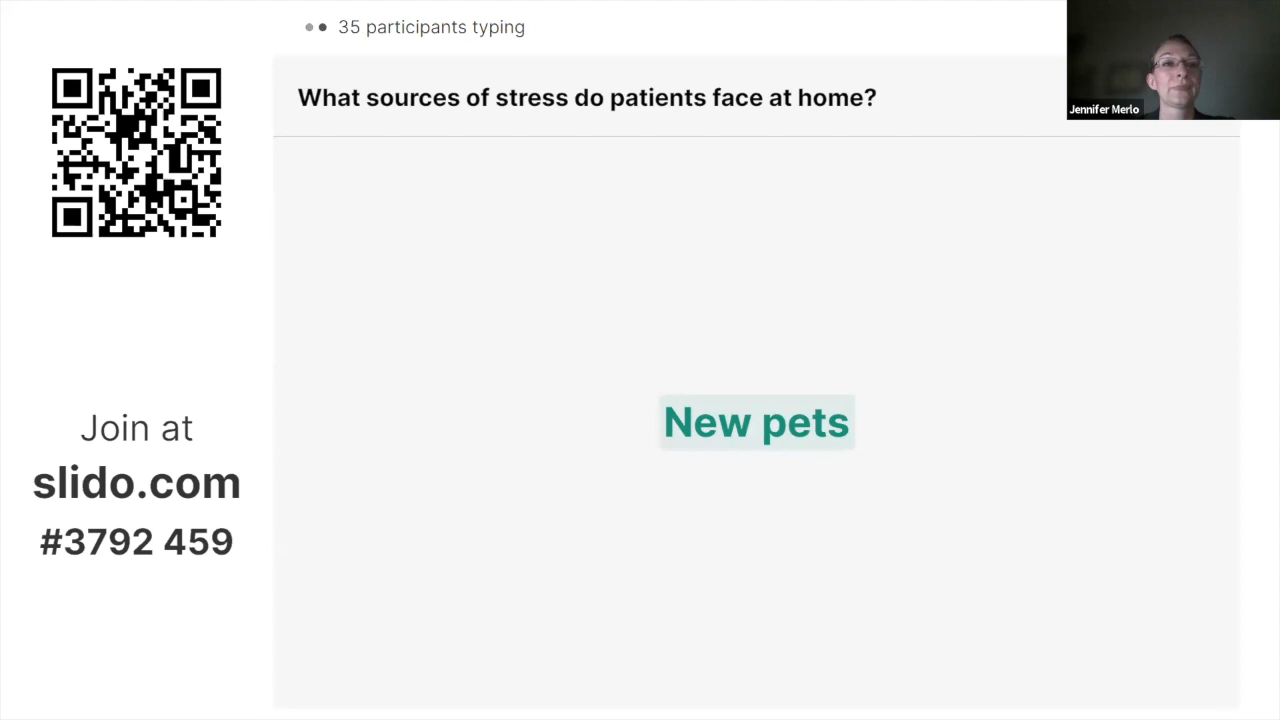 35 participants typing
What sources of stress do patients face at home?
Jennifer Merlo
New pets
Join at
slido.com
#3792 459